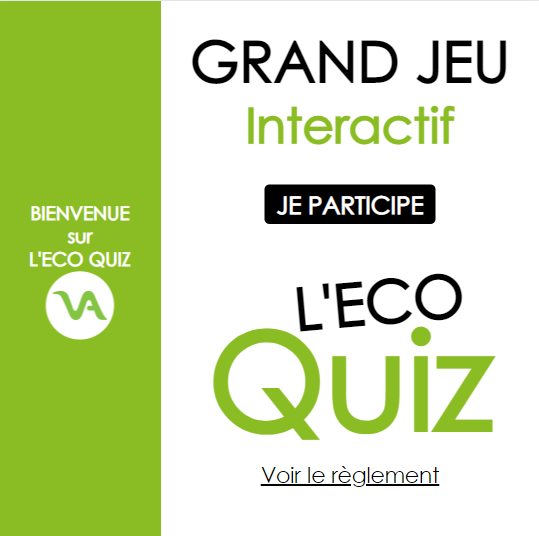 BIENVENUE
sur
L'ECO QUIZ
VA
GRAND JEU
Interactif
JE PARTICIPE
L'ECO
Quiz
Voir le règlement